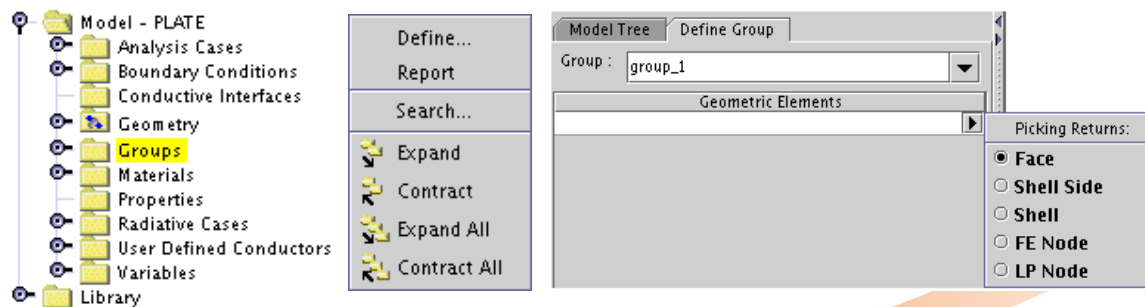 Model - PLATE
Analysis Cases
Boundary Conditions
Conductive Interfaces
Geometry
Groups
Materials
Properties
Radiative Cases
User Defined Conductors
Variables
Library
Define...
Report
Search...
Expand
Contract
Expand All
Contract All
Model Tree Define Group
Group : group_1
Geometric Elements
Picking Returns:
Face
Shell Side
Shell
FE Node
LP Node